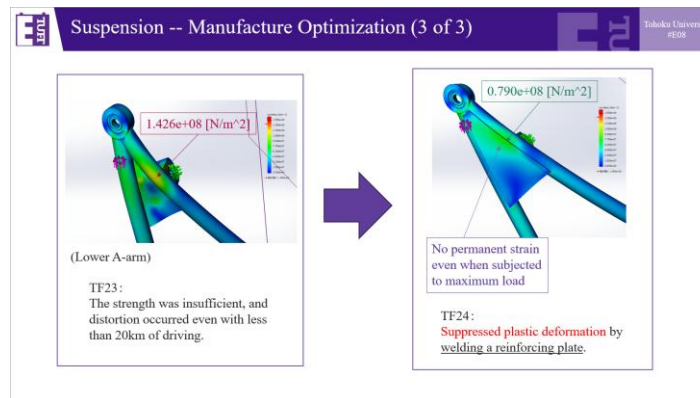 Suspension -- Manufacture Optimization (3 of 3)
#E08
1.426e+08 [N/m^2]
(Lower A-arm)
TF23:
The strength was insufficient, and
distortion occurred even with less
than 20km of driving.
0.790e+08 [N/m^2]
No permanent strain
even when subjected
to maximum load
TF24:
Suppressed plastic deformation by
welding a reinforcing plate.